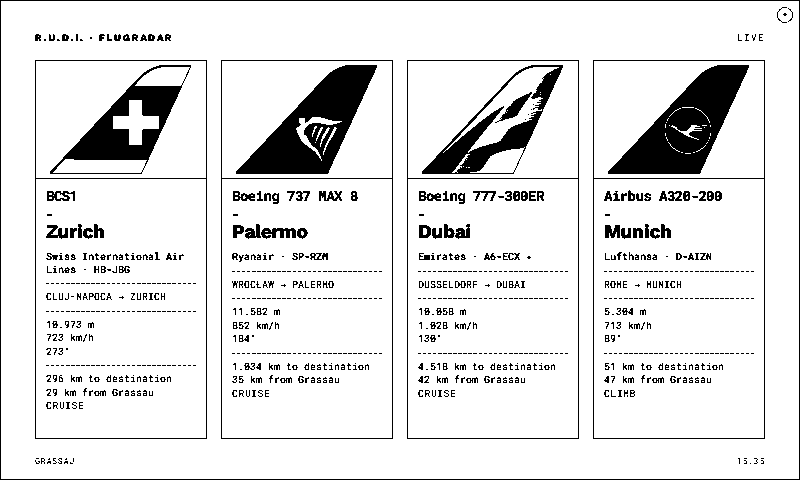 R.U.D.I. · FLUGRADAR
LIVE
BCS1
-
Zurich
Swiss International Air
Lines · HB-JBG
CLUJ-NAPOCA → ZURICH
10.973 m
723 km/h
273°
296 km to destination
29 km from Grassau
CRUISE
Boeing 737 MAX 8
-
Palermo
Ryanair · SP-RZM
WROCŁAW → PALERMO
11.582 m
852 km/h
184°
1.034 km to destination
35 km from Grassau
CRUISE
Boeing 777-300ER
-
Dubai
Emirates · A6-ECX ★
DUSSELDORF → DUBAI
10.058 m
1.028 km/h
130°
4.518 km to destination
42 km from Grassau
CRUISE
Airbus A320-200
-
Munich
Lufthansa · D-AIZN
ROME → MUNICH
5.304 m
713 km/h
89°
51 km to destination
47 km from Grassau
CLIMB
GRASSAU
15.35